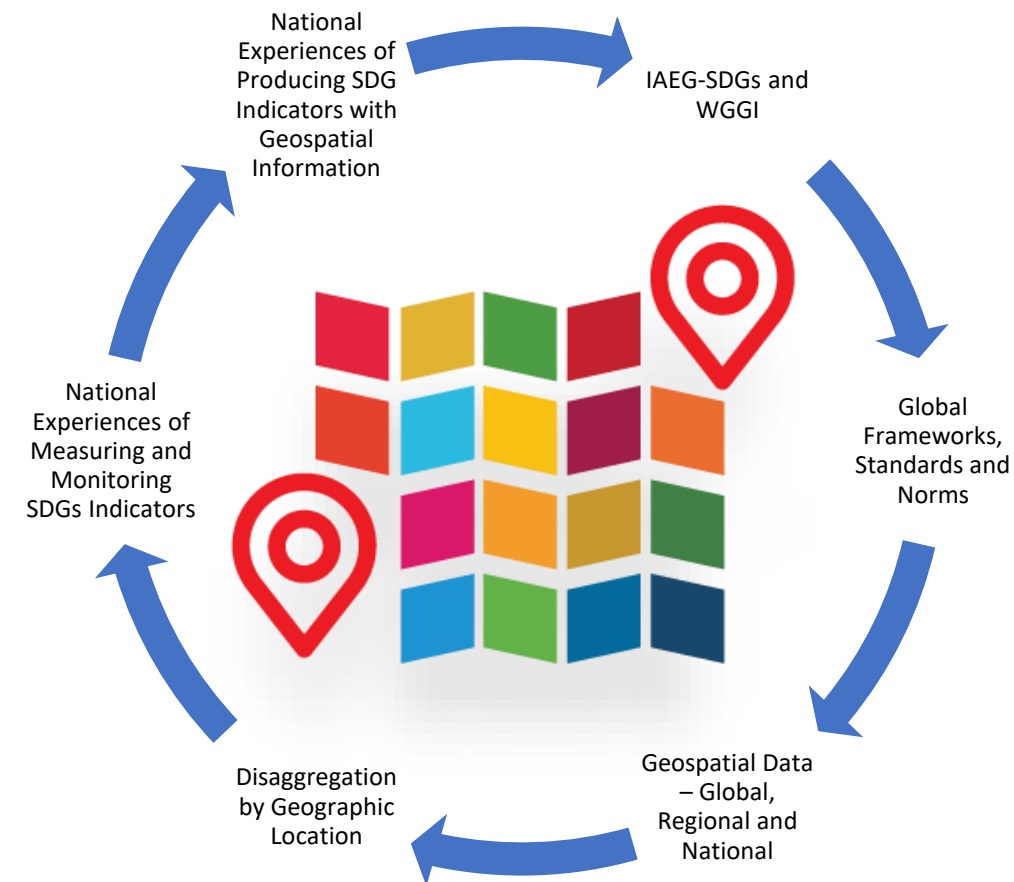 National
Experiences of
Producing SDG
Indicators with
Geospatial
Information
IAEG-SDGs and
WGGI
Global
Frameworks,
Standards and
Norms
Geospatial Data
– Global,
Regional and
National
Disaggregation
by Geographic
Location
National
Experiences of
Measuring and
Monitoring
SDGs Indicators